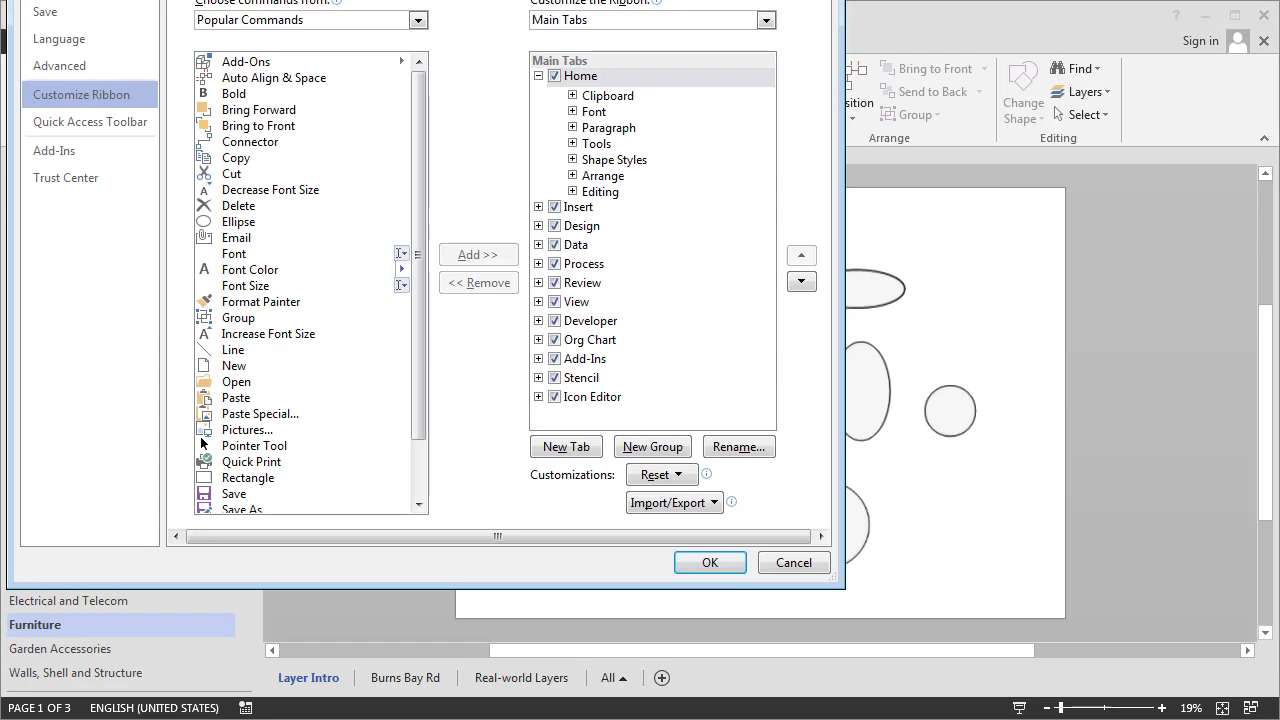 Save
Language
Advanced
Customize Ribbon
Quick Access Toolbar
Add-Ins
Trust Center
Choose commands from:
Popular Commands
Add-Ons
Auto Align & Space
Bold
Bring Forward
Bring to Front
Connector
Copy
Cut
Decrease Font Size
Delete
Ellipse
Email
Font
Font Color
Font Size
Format Painter
Group
Increase Font Size
Line
New
Open
Paste
Paste Special...
Pictures...
Pointer Tool
Quick Print
Rectangle
Save
Save As
Add >>
<< Remove
Customize the Ribbon:
Main Tabs
Main Tabs
Home
Clipboard
Font
Paragraph
Tools
Shape Styles
Arrange
Editing
Insert
Design
Data
Process
Review
View
Developer
Org Chart
Add-Ins
Stencil
Icon Editor
New Tab
New Group
Rename...
Customizations:
Reset
Import/Export
OK
Cancel
Sign in
sition
Bring to Front
Send to Back
Group
Arrange
Change
Shape
Find
Layers
Select
Editing
Electrical and Telecom
Furniture
Garden Accessories
Walls, Shell and Structure
Layer Intro
Burns Bay Rd
Real-world Layers
All
PAGE 1 OF 3
ENGLISH (UNITED STATES)
19%